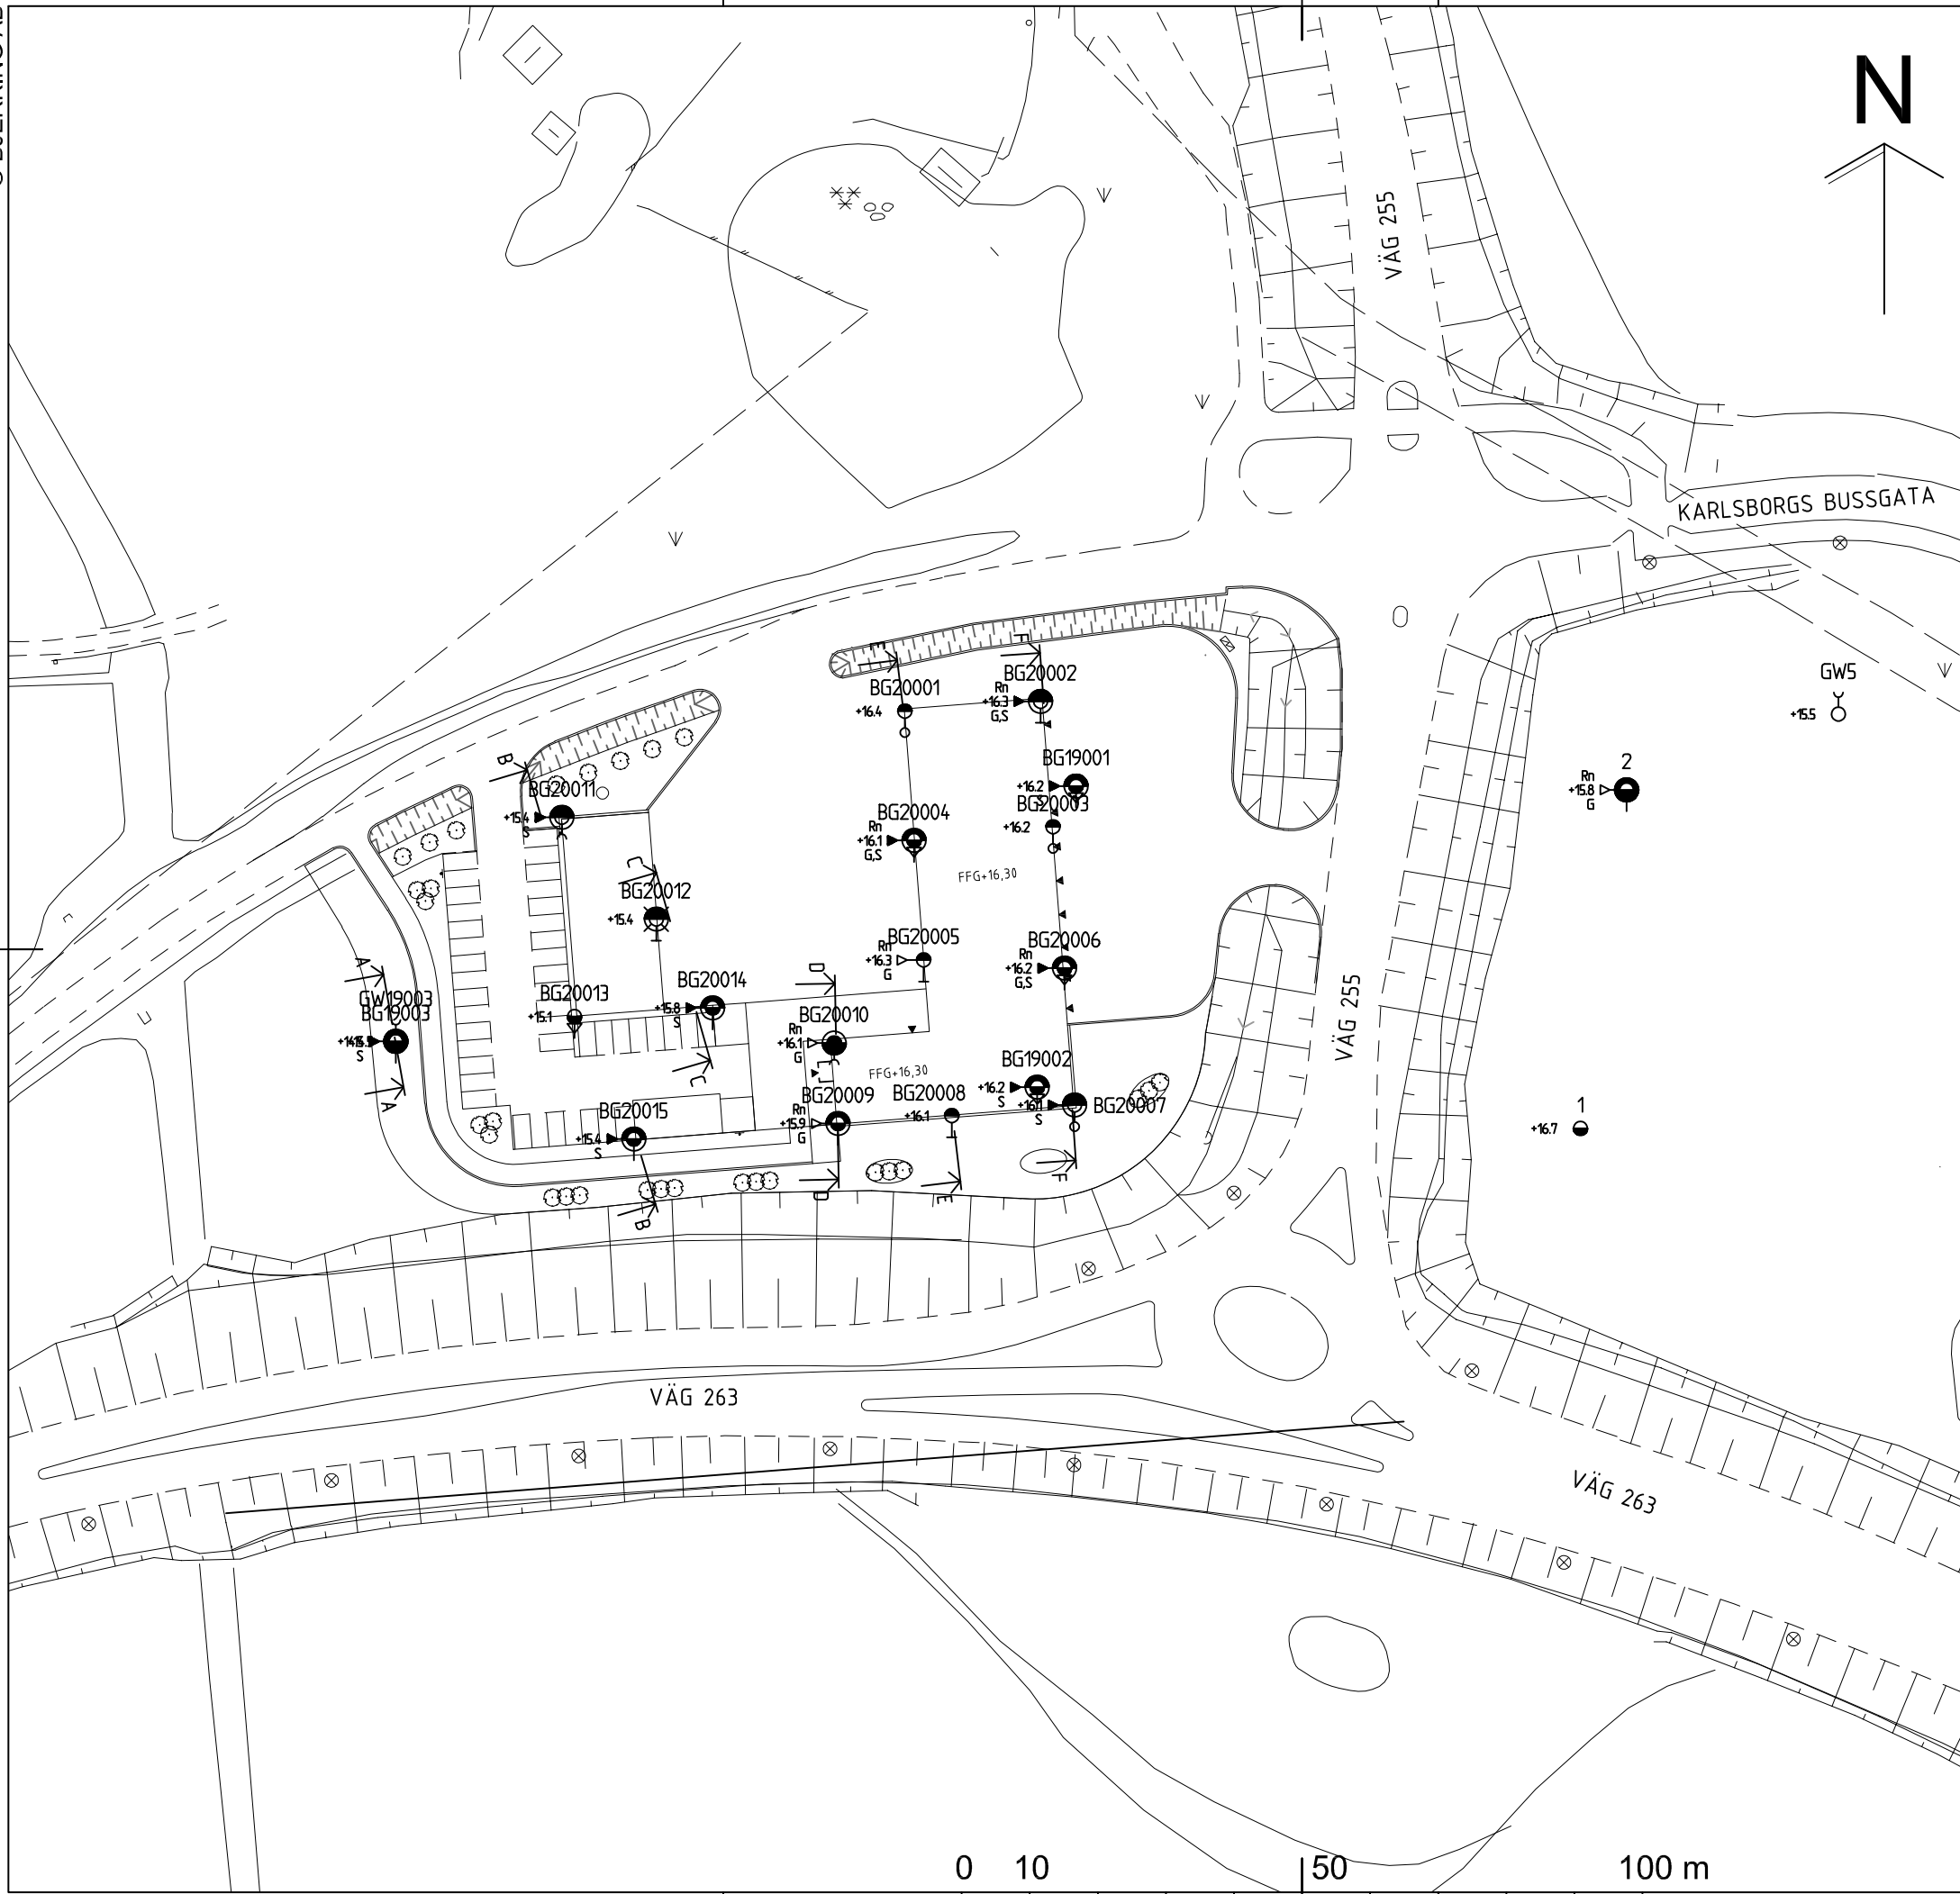 N
VÄG 255
KARLSBORGS BUSSGATA
E
F
BG20001
+16.4
BG20002
Rn
+16.3
G,S
GW5
+15.5
BG19001
+16.2
BG20003
+16.2
2
Rn
+15.8
G
B
BG20011
+15.4
S
BG20004
Rn
+16.1
G,S
FFG+16,30
C
BG20012
+15.4
BG20005
Rn
+16.3
G
BG20006
Rn
+16.2
G,S
A
D
GW19003
BG19003
S
BG20013
+15.1
BG20014
+15.8
S
BG20010
Rn
+16.1
G
VÄG 255
C
FFG+16,30
BG19002
+16.2
S
A
BG20009
Rn
+15.9
G
BG20008
+16.1
BG20007
S
BG20015
+15.4
S
1
+16.7
B
D
E
F
VÄG 263
VÄG 263
0 10 50 100 m